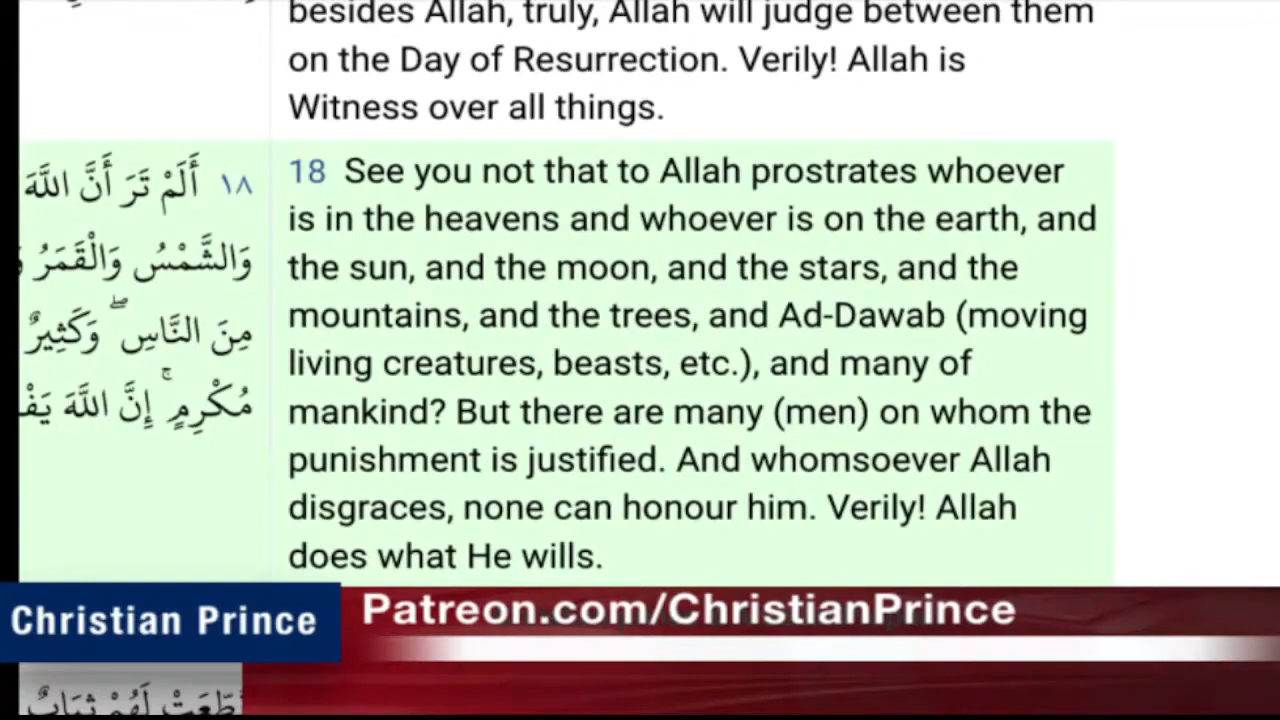 besides Allah, truly, Allah will judge between them
on the Day of Resurrection. Verily! Allah is
Witness over all things.
١٨ أَلَمْ تَرَ أَنَّ اللَّهَ
وَالشَّمْسُ وَالْقَمَرُ
مِنَ النَّاسِ ۖ وَكَثِيرٌ
مُكْرِمٍ ۚ إِنَّ اللَّهَ يَفْ
18 See you not that to Allah prostrates whoever
is in the heavens and whoever is on the earth, and
the sun, and the moon, and the stars, and the
mountains, and the trees, and Ad-Dawab (moving
living creatures, beasts, etc.), and many of
mankind? But there are many (men) on whom the
punishment is justified. And whomsoever Allah
disgraces, none can honour him. Verily! Allah
does what He wills.
Christian Prince
Patreon.com/ChristianPrince
لَهُمْ ثِيَابٌ